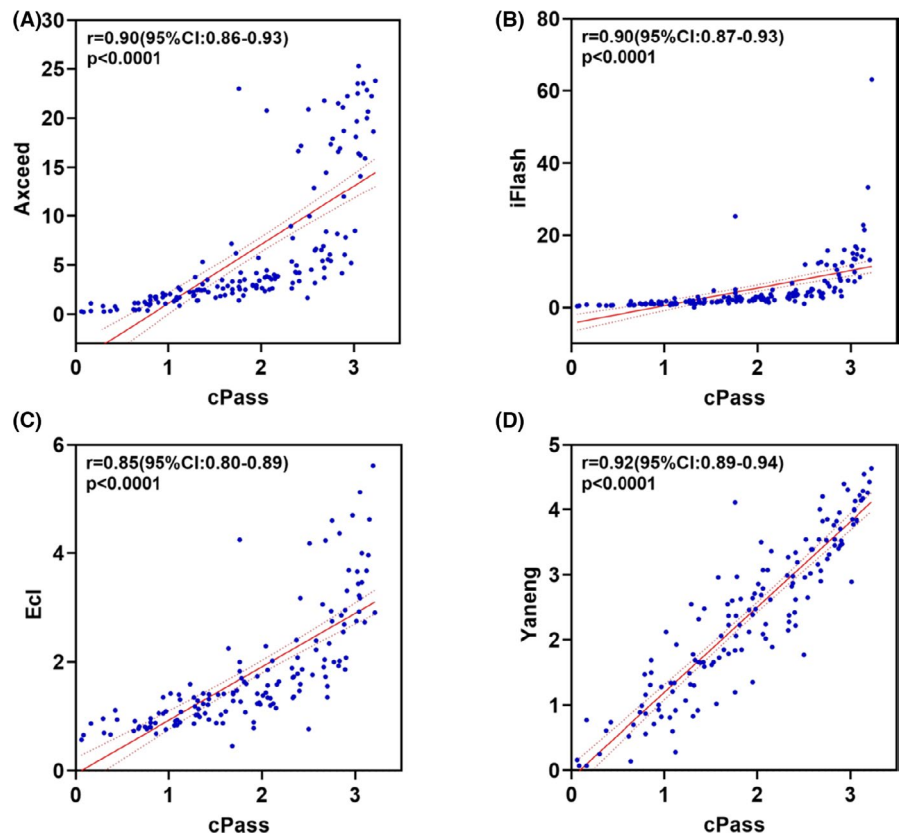 (A)
r=0.90(95%CI:0.86-0.93)
p<0.0001
Axceed
30
25
20
15
10
5
0
0 1 2 3
cPass
(B)
r=0.90(95%CI:0.87-0.93)
p<0.0001
iFlash
80
60
40
20
0
0 1 2 3
cPass
(C)
r=0.85(95%CI:0.80-0.89)
p<0.0001
Ecl
6
4
2
0
0 1 2 3
cPass
(D)
r=0.92(95%CI:0.89-0.94)
p<0.0001
Yaneng
5
4
3
2
1
0
0 1 2 3
cPass